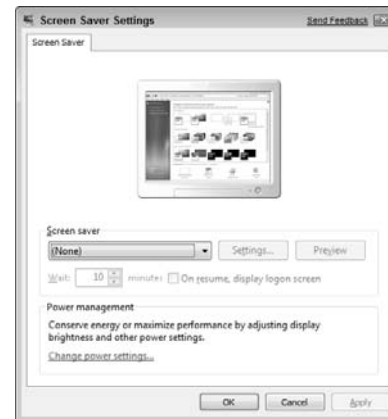 Screen Saver Settings
Send Feedback
Screen Saver
Screen saver
(None)
Settings...
Preview
Wait: 10 minutes
On resume, display logon screen
Power management
Conserve energy or maximize performance by adjusting display
brightness and other power settings.
Change power settings...
OK
Cancel
Apply